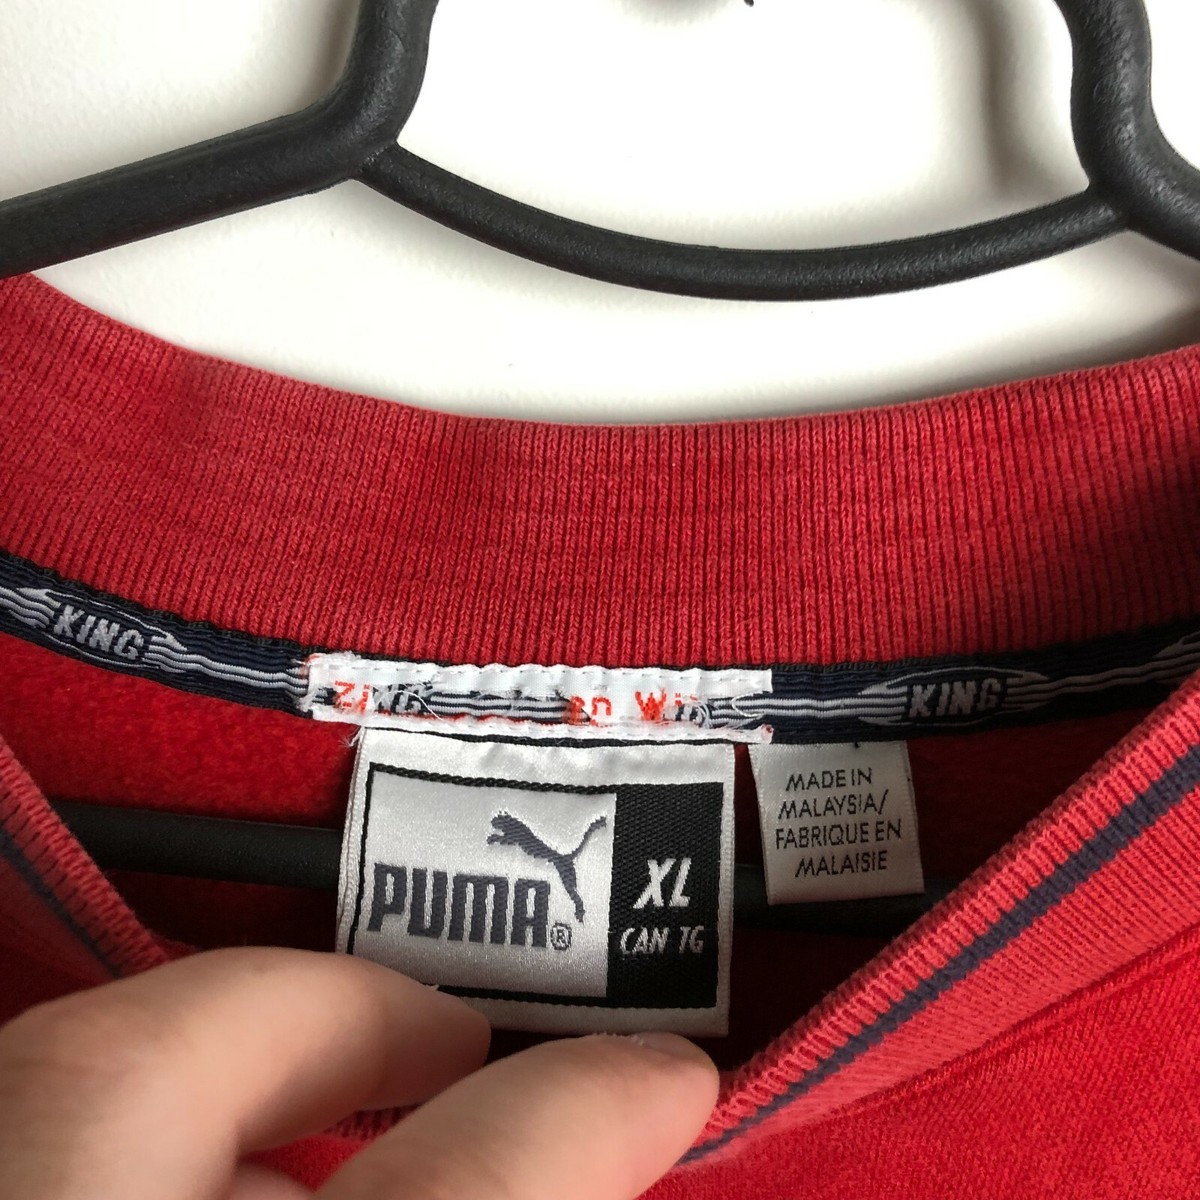 KING
KING
PUMA®
XL
CAN TG
MADE IN
MALAYSIA/
FABRIQUE EN
MALAISIE